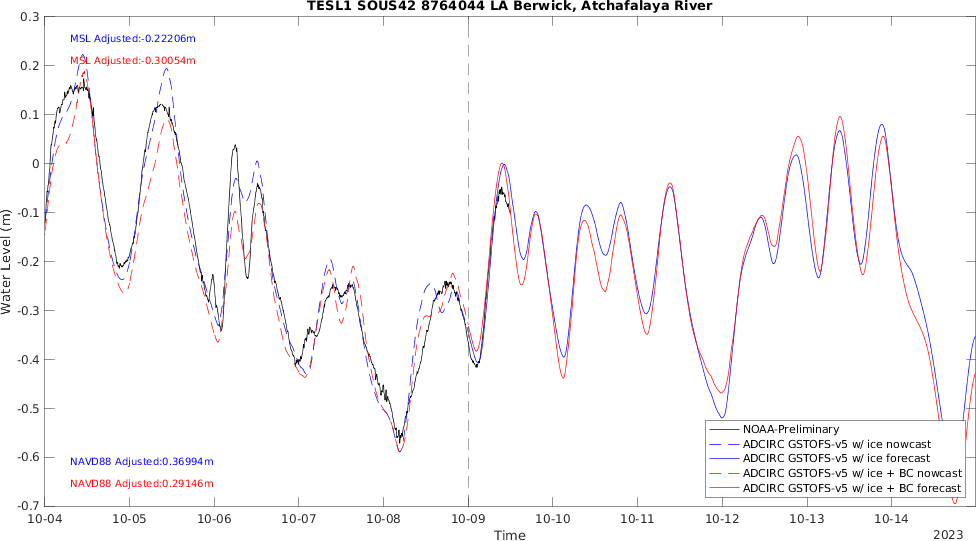 TESL1 SOUS42 8764044 LA Berwick, Atchafalaya River
0.3
0.2
0.1
0
-0.1
-0.2
-0.3
-0.4
-0.5
-0.6
-0.7
Water Level (m)
MSL Adjusted:-0.22206m
MSL Adjusted:-0.30054m
NAVD88 Adjusted:0.36994m
NAVD88 Adjusted:0.29146m
NOAA-Preliminary
ADCIRC GSTOFS-v5 w/ ice nowcast
ADCIRC GSTOFS-v5 w/ ice forecast
ADCIRC GSTOFS-v5 w/ ice + BC nowcast
ADCIRC GSTOFS-v5 w/ ice + BC forecast
10-04 10-05 10-06 10-07 10-08 10-09 10-10 10-11 10-12 10-13 10-14
Time
2023